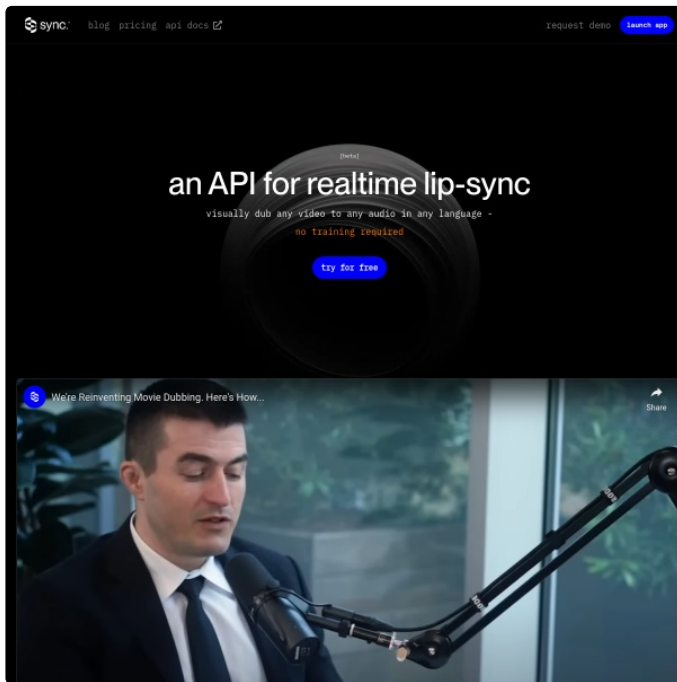 sync.
blog pricing api docs
request demo
launch app
[beta]
an API for realtime lip-sync
visually dub any video to any audio in any language -
no training required
try for free
We're Reinventing Movie Dubbing. Here's How...
Share